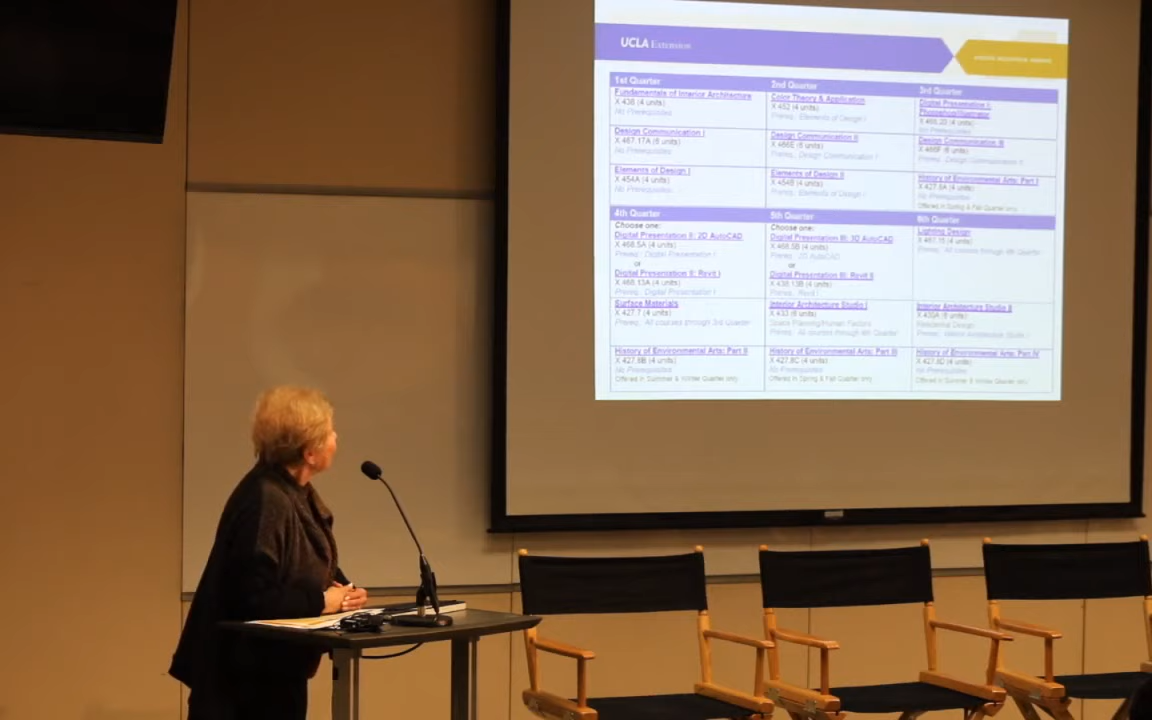 UCLA Extension
1st Quarter
Fundamentals of Interior Architecture
X 438 (4 units)
No Prerequisites
Design Communication I
X 467.17A (6 units)
No Prerequisites
Elements of Design I
X 454A (4 units)
No Prerequisites
2nd Quarter
Color Theory & Application
X 452 (4 units)
Prereq.: Elements of Design I
Design Communication II
X 466E (6 units)
Prereq.: Design Communication I
Elements of Design II
X 454B (4 units)
Prereq.: Elements of Design I
3rd Quarter
Digital Presentation I:
Photoshop/Illustrator
X 468.2D (4 units)
No Prerequisites
Design Communication III
X 466F (6 units)
Prereq.: Design Communication II
History of Environmental Arts: Part I
X 427.8A (4 units)
No Prerequisites
Offered in Spring & Fall Quarter only
4th Quarter
Choose one:
Digital Presentation II: 2D AutoCAD
X 468.5A (4 units)
Prereq.: Digital Presentation I
or
Digital Presentation II: Revit I
X 468.13A (4 units)
Prereq.: Digital Presentation I
Surface Materials
X 427.7 (4 units)
Prereq.: All courses through 3rd Quarter
History of Environmental Arts: Part II
X 427.8B (4 units)
No Prerequisites
Offered in Summer & Winter Quarter only
5th Quarter
Choose one:
Digital Presentation III: 3D AutoCAD
X 468.5B (4 units)
Prereq.: 2D AutoCAD
or
Digital Presentation III: Revit II
X 438.13B (4 units)
Prereq.: Revit I
Interior Architecture Studio I
X 433 (6 units)
Space Planning/Human Factors
Prereq.: All courses through 4th Quarter
History of Environmental Arts: Part III
X 427.8C (4 units)
No Prerequisites
Offered in Spring & Fall Quarter only
6th Quarter
Lighting Design
X 467.15 (4 units)
Prereq.: All courses through 4th Quarter
Interior Architecture Studio II
X 433A (6 units)
Residential Design
Prereq.: Interior Architecture Studio I
History of Environmental Arts: Part IV
X 427.8D (4 units)
No Prerequisites
Offered in Summer & Winter Quarter only